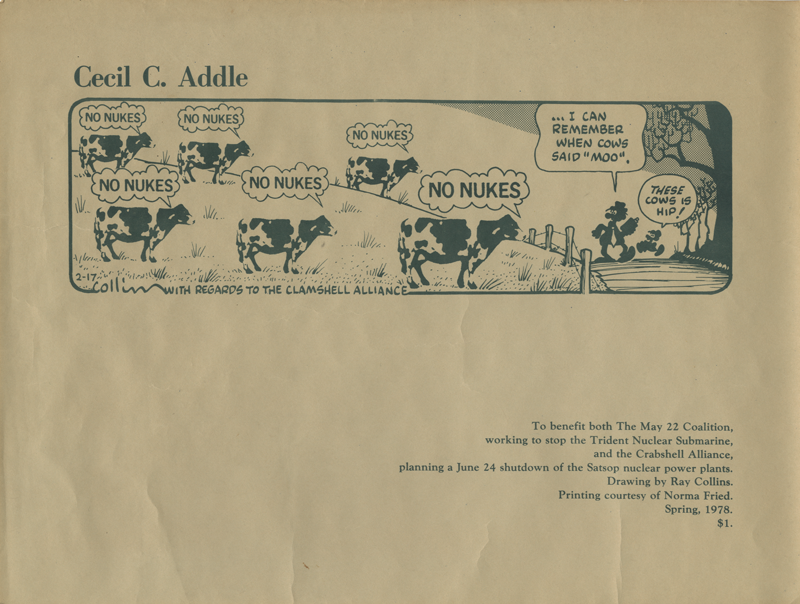 Cecil C. Addle
NO NUKES
NO NUKES
NO NUKES
NO NUKES
NO NUKES
NO NUKES
... I CAN
REMEMBER
WHEN COWS
SAID "MOO".
THESE
COWS IS
HIP!
2-17
Collins WITH REGARDS TO THE CLAMSHELL ALLIANCE
To benefit both The May 22 Coalition,
working to stop the Trident Nuclear Submarine,
and the Crabshell Alliance,
planning a June 24 shutdown of the Satsop nuclear power plants.
Drawing by Ray Collins.
Printing courtesy of Norma Fried.
Spring, 1978.
$1.